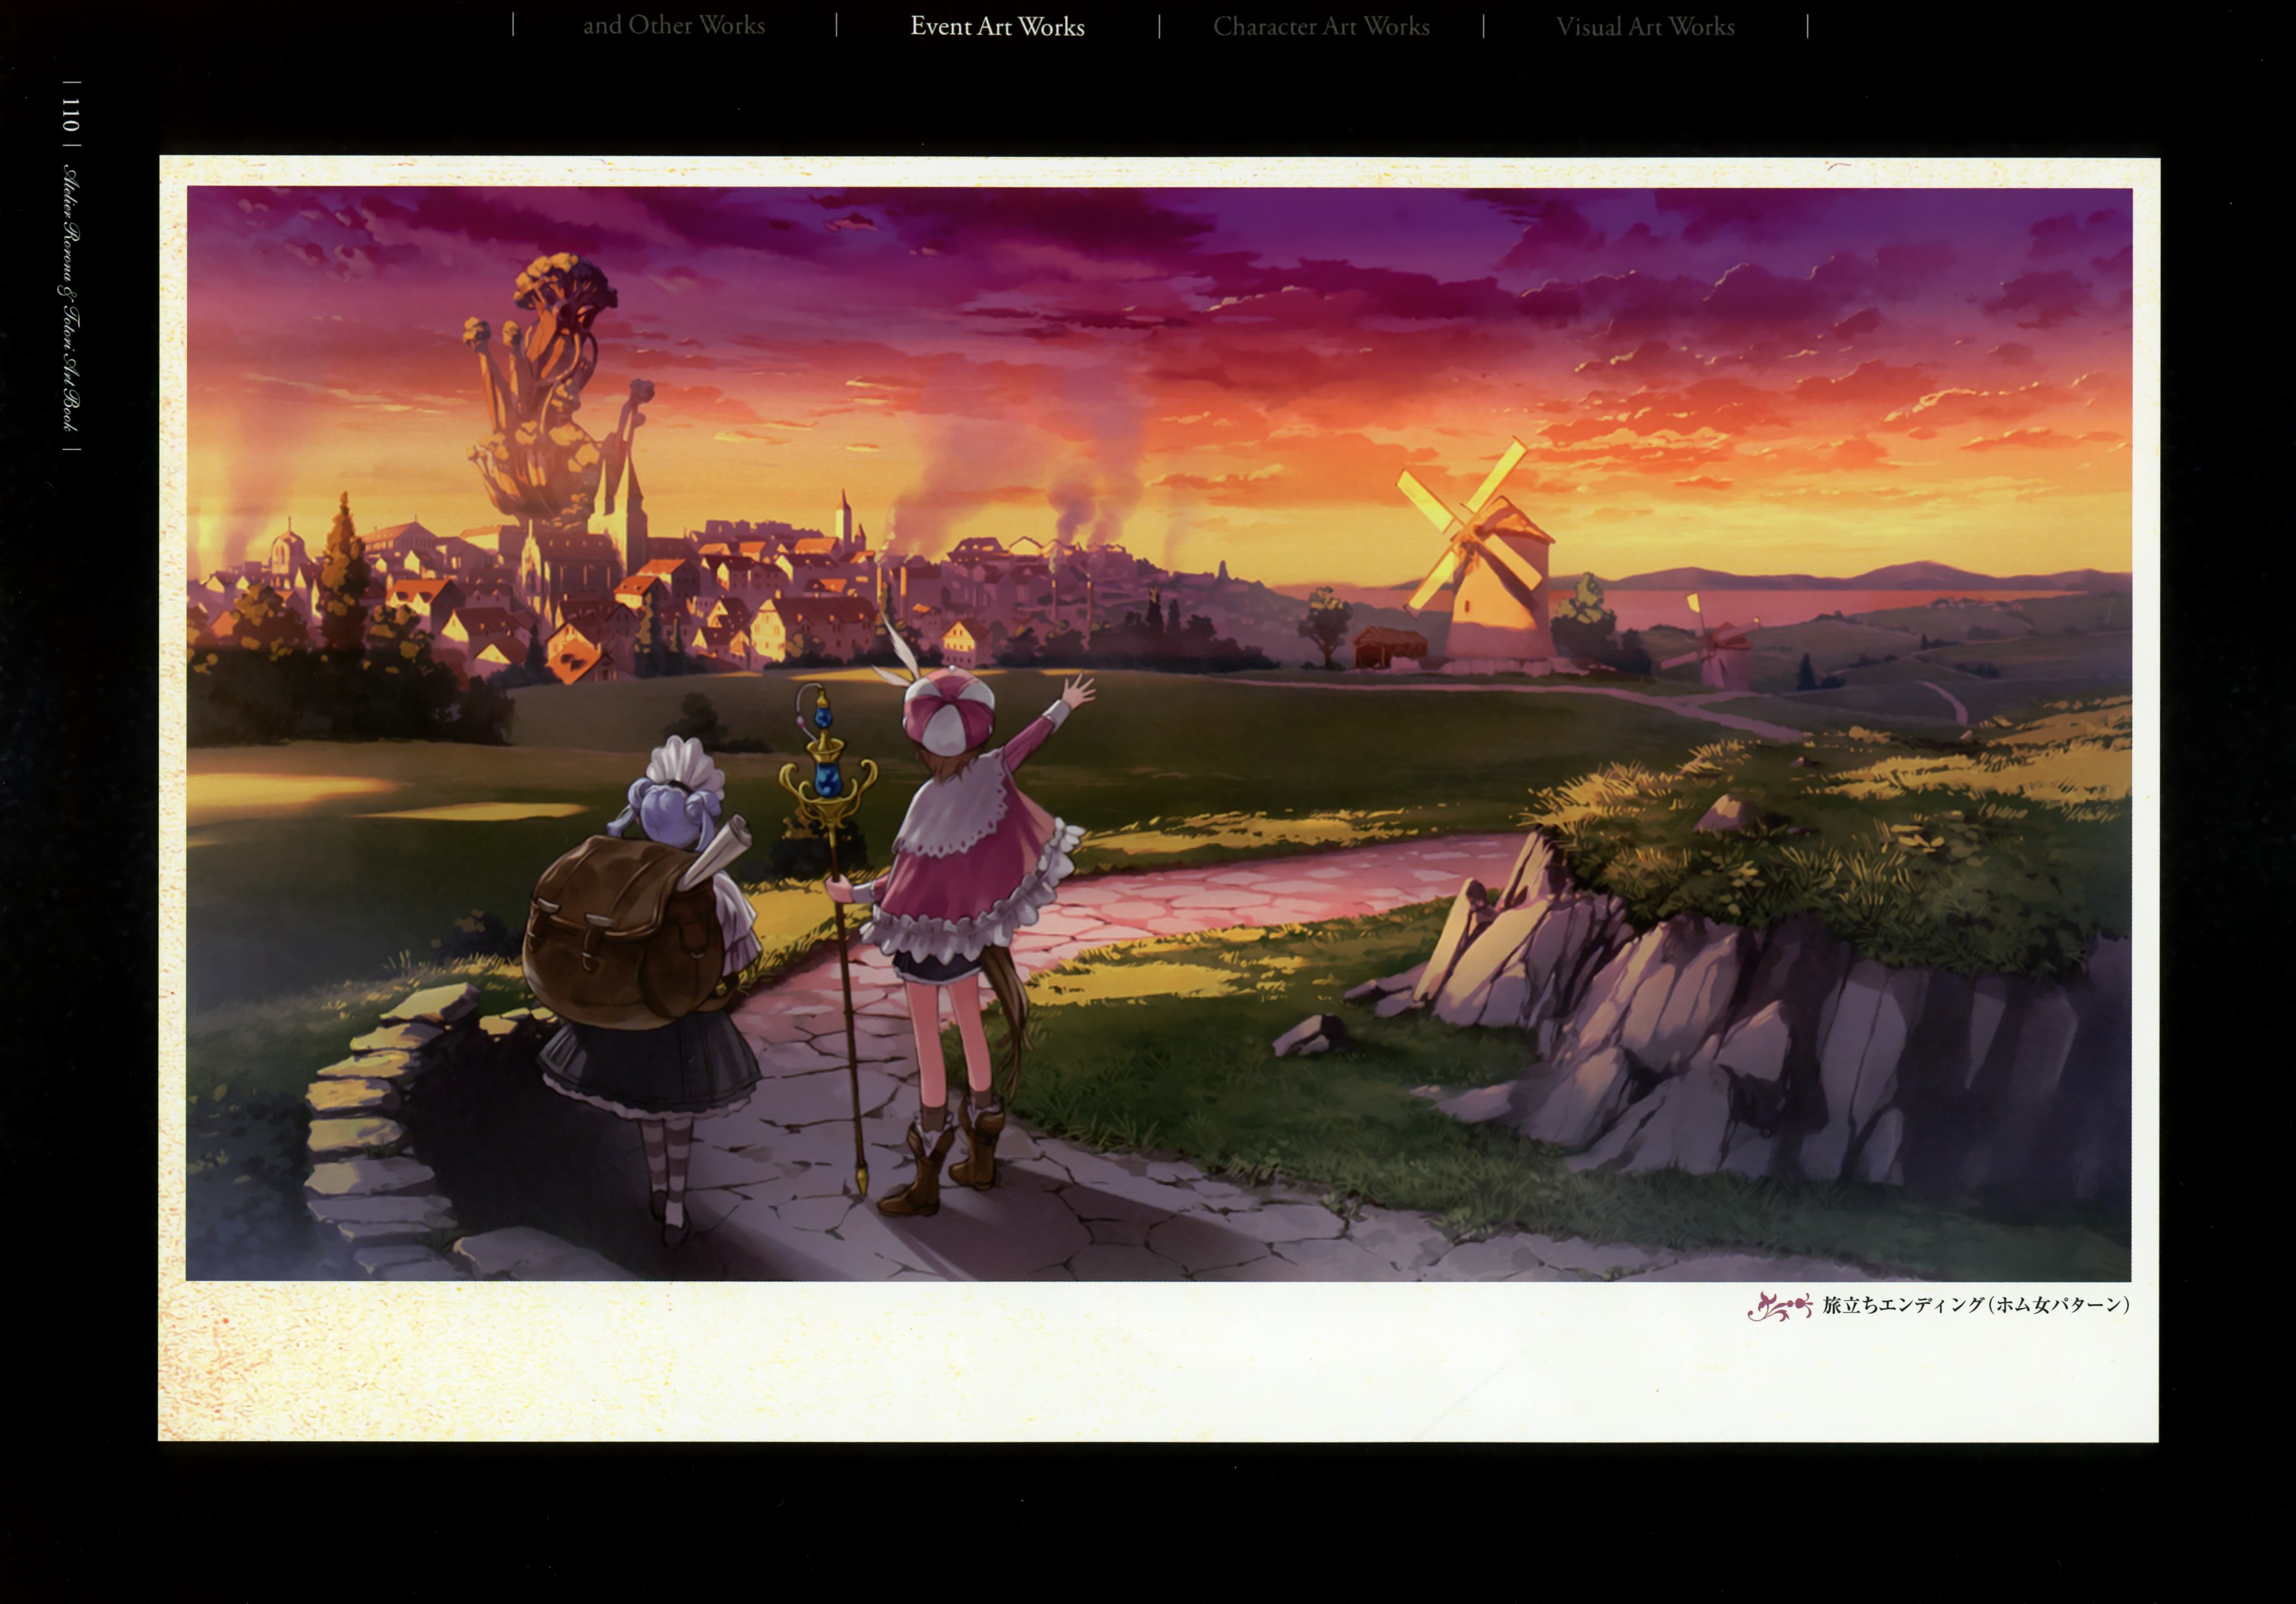 and Other Works
Event Art Works
Character Art Works
Visual Art Works
110
Atelier Rorona & Totori Art Book
旅立ちエンディング(ホム女パターン)